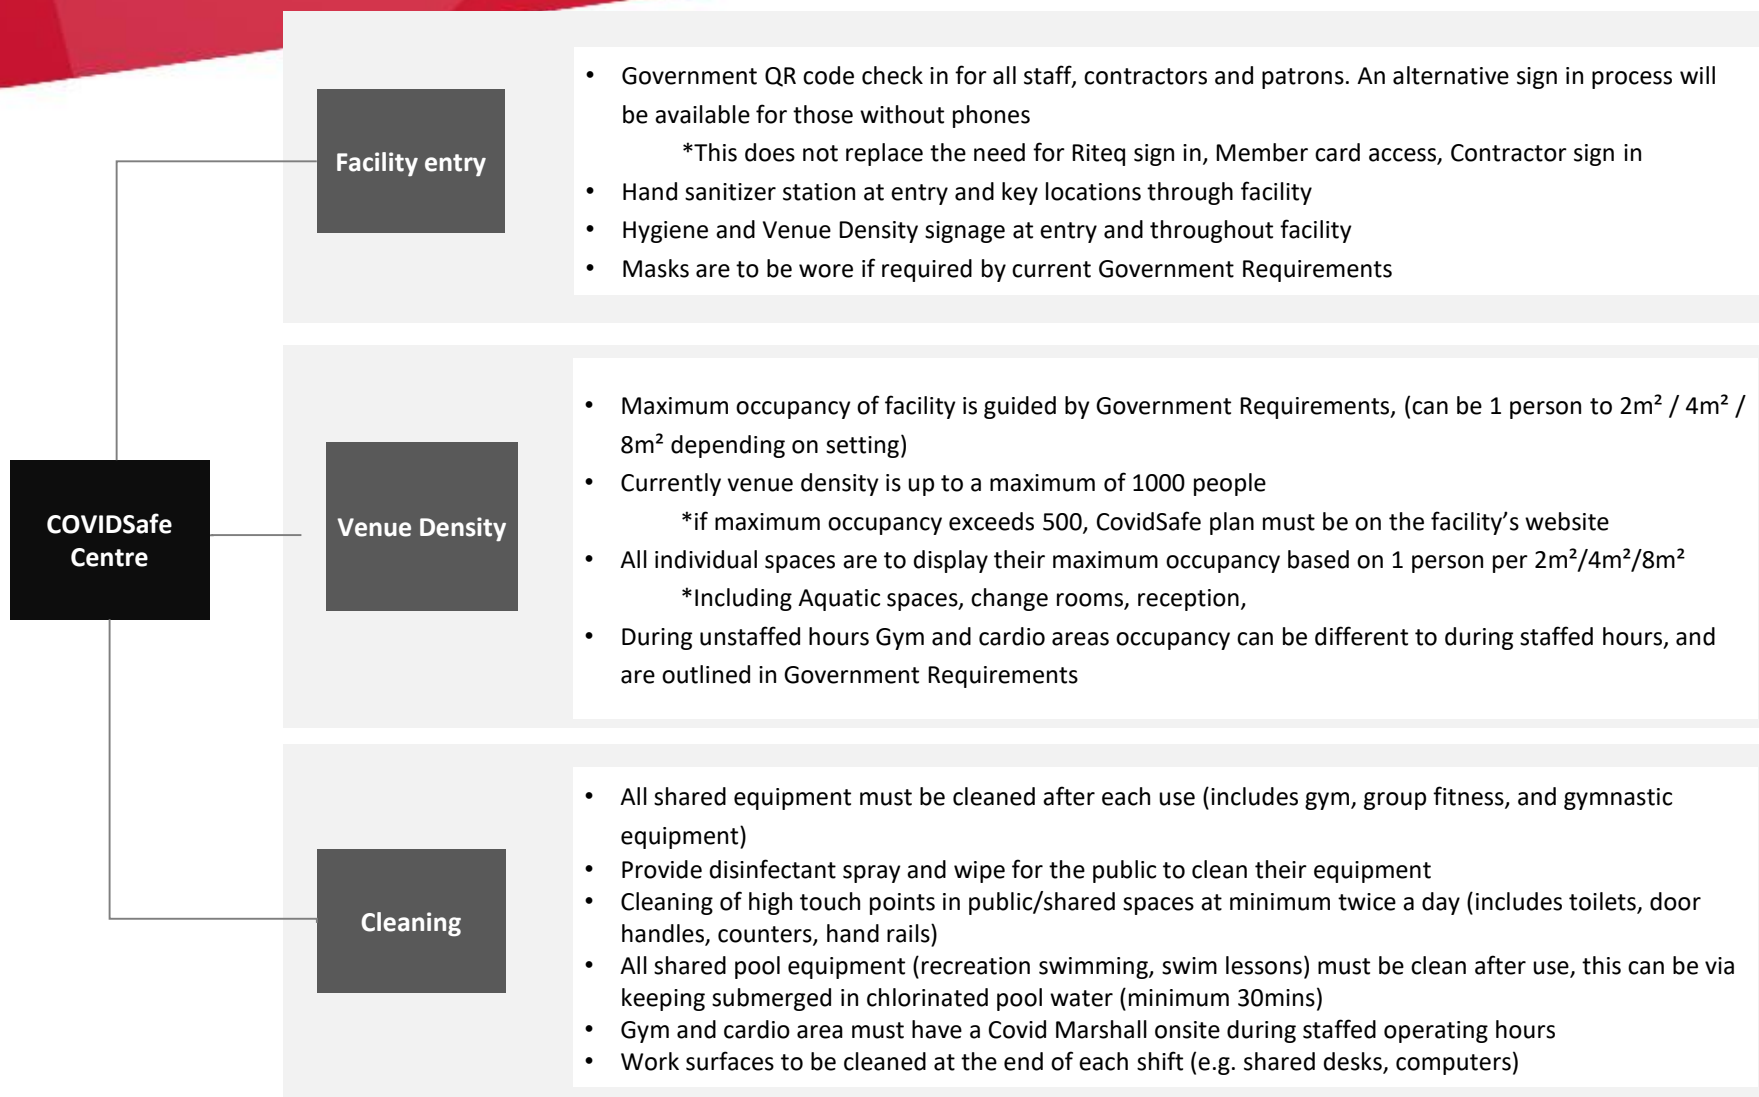 COVIDSafe
Centre
Facility entry
• Government QR code check in for all staff, contractors and patrons. An alternative sign in process will
be available for those without phones
*This does not replace the need for Riteq sign in, Member card access, Contractor sign in
• Hand sanitizer station at entry and key locations through facility
• Hygiene and Venue Density signage at entry and throughout facility
• Masks are to be wore if required by current Government Requirements
Venue Density
• Maximum occupancy of facility is guided by Government Requirements, (can be 1 person to 2m² / 4m² /
8m² depending on setting)
• Currently venue density is up to a maximum of 1000 people
*if maximum occupancy exceeds 500, CovidSafe plan must be on the facility’s website
• All individual spaces are to display their maximum occupancy based on 1 person per 2m²/4m²/8m²
*Including Aquatic spaces, change rooms, reception,
• During unstaffed hours Gym and cardio areas occupancy can be different to during staffed hours, and
are outlined in Government Requirements
Cleaning
• All shared equipment must be cleaned after each use (includes gym, group fitness, and gymnastic
equipment)
• Provide disinfectant spray and wipe for the public to clean their equipment
• Cleaning of high touch points in public/shared spaces at minimum twice a day (includes toilets, door
handles, counters, hand rails)
• All shared pool equipment (recreation swimming, swim lessons) must be clean after use, this can be via
keeping submerged in chlorinated pool water (minimum 30mins)
• Gym and cardio area must have a Covid Marshall onsite during staffed operating hours
• Work surfaces to be cleaned at the end of each shift (e.g. shared desks, computers)